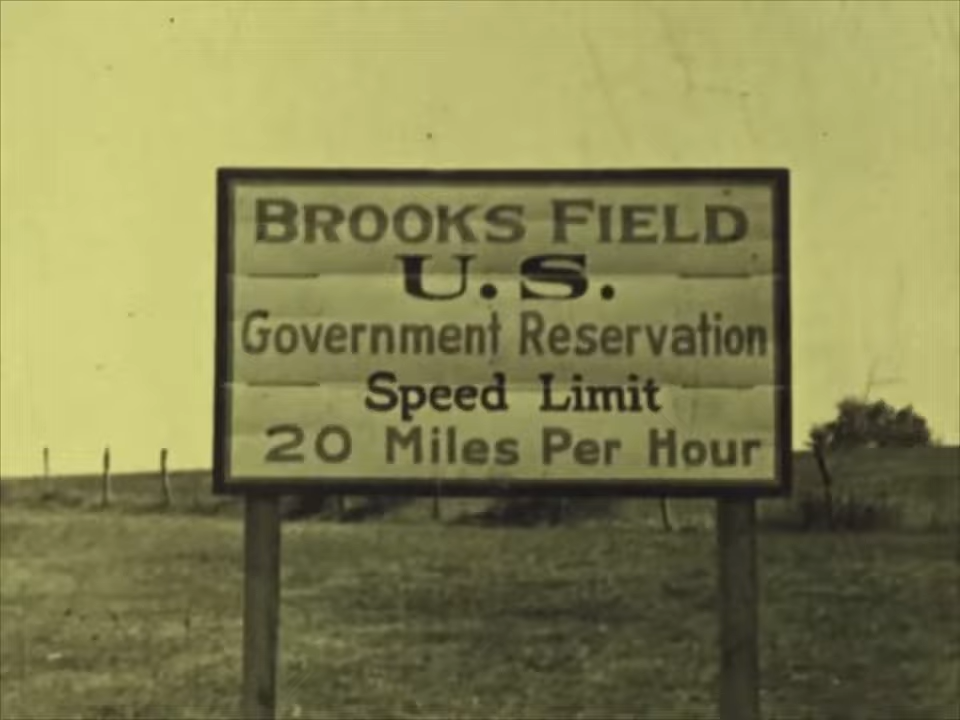 BROOKS FIELD
U.S.
Government Reservation
Speed Limit
20 Miles Per Hour